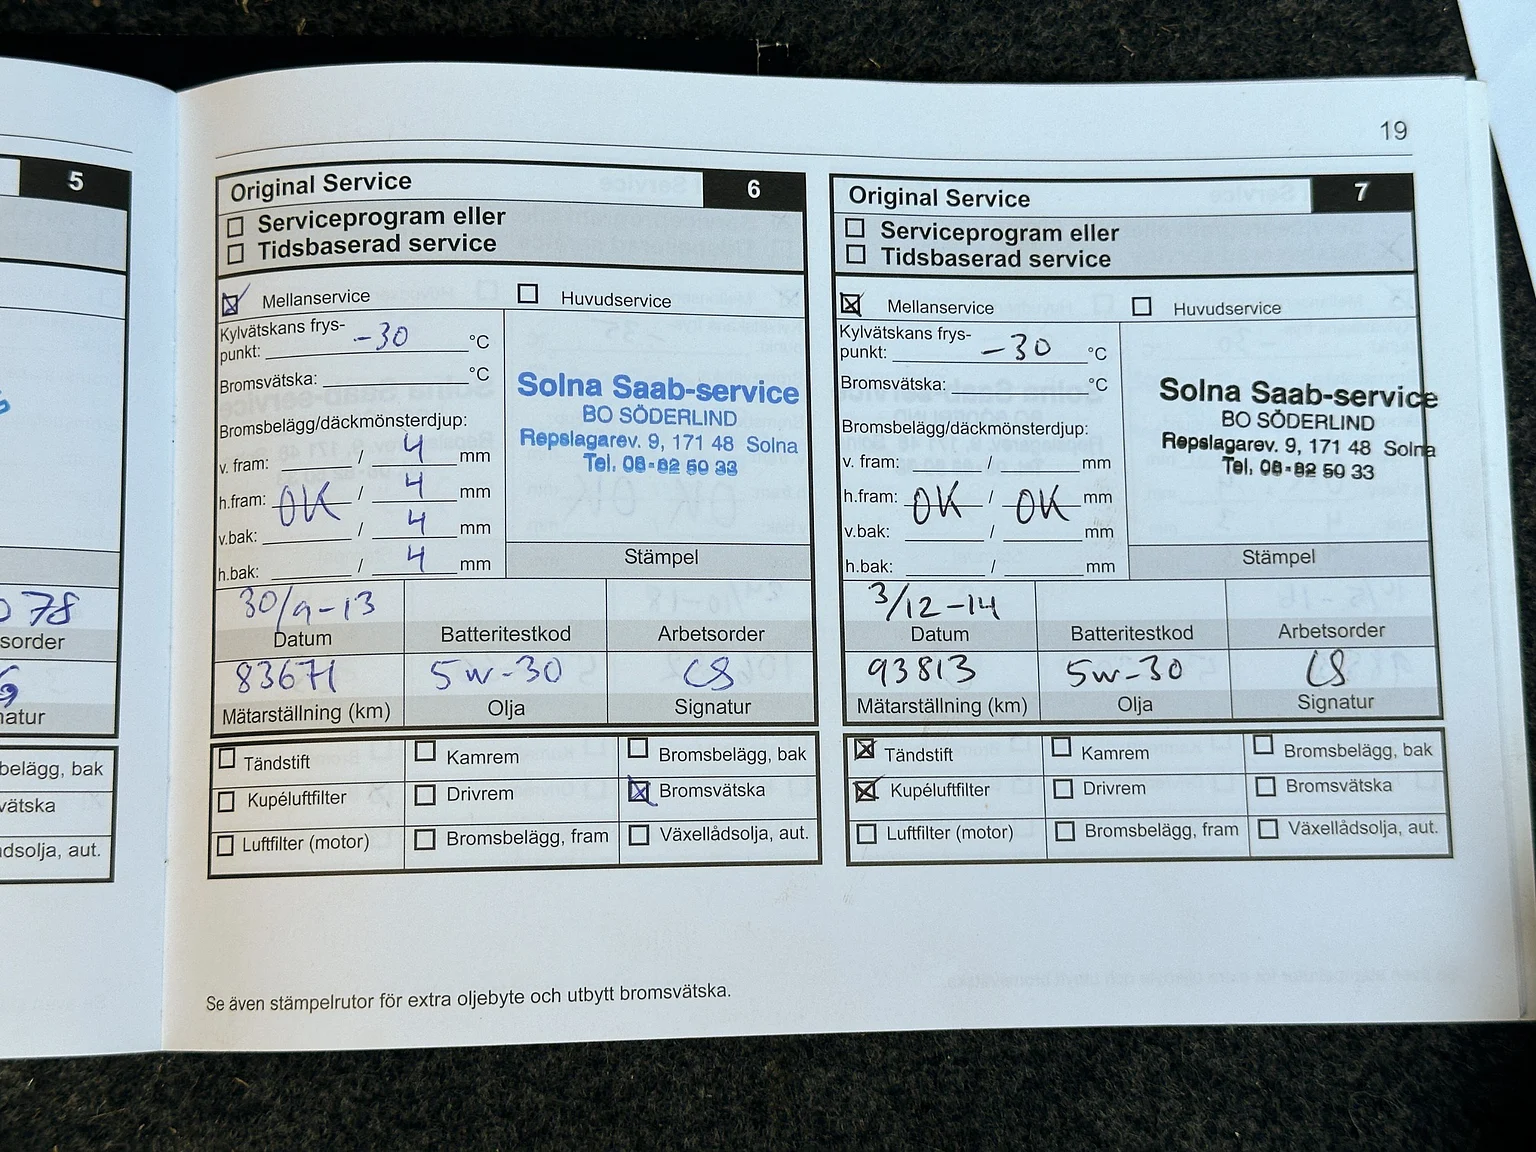 19
5
078
sorder
natur
belägg, bak
vätska
dsolja, aut.
Original Service 6
Serviceprogram eller
Tidsbaserad service
Mellanservice Huvudservice
Kylvätskans frys-
punkt: -30 °C
Bromsvätska: °C
Bromsbelägg/däckmönsterdjup:
v. fram: / 4 mm
h.fram: OK / 4 mm
v.bak: / 4 mm
h.bak: / 4 mm
Solna Saab-service
BO SÖDERLIND
Repslagarev. 9, 171 48 Solna
Tel. 08-82 50 33
Stämpel
30/9-13
Datum Batteritestkod Arbetsorder
83671 5w-30 CS
Mätarställning (km) Olja Signatur
Tändstift Kamrem Bromsbelägg, bak
Kupéluftfilter Drivrem Bromsvätska
Luftfilter (motor) Bromsbelägg, fram Växellådsolja, aut.
Original Service 7
Serviceprogram eller
Tidsbaserad service
Mellanservice Huvudservice
Kylvätskans frys-
punkt: -30 °C
Bromsvätska: °C
Bromsbelägg/däckmönsterdjup:
v. fram: / mm
h.fram: OK / OK mm
v.bak: / mm
h.bak: / mm
Solna Saab-service
BO SÖDERLIND
Repslagarev. 9, 171 48 Solna
Tel. 08-82 50 33
Stämpel
3/12-14
Datum Batteritestkod Arbetsorder
93813 5w-30 CS
Mätarställning (km) Olja Signatur
Tändstift Kamrem Bromsbelägg, bak
Kupéluftfilter Drivrem Bromsvätska
Luftfilter (motor) Bromsbelägg, fram Växellådsolja, aut.
Se även stämpelrutor för extra oljebyte och utbytt bromsvätska.